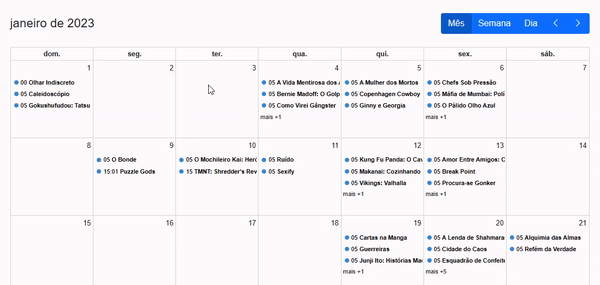 janeiro de 2023
Mês Semana Dia
dom. seg. ter. qua. qui. sex. sáb.
1 2 3 4 5 6 7
00 Olhar Indiscreto
05 Caleidoscópio
05 Gokushufudou: Tatsu
05 A Vida Mentirosa dos
05 Bernie Madoff: O Golp
05 Como Virei Gângster
mais +1
05 A Mulher dos Mortos
05 Copenhagen Cowboy
05 Ginny e Georgia
05 Chefs Sob Pressão
05 Máfia de Mumbai: Polí
05 O Pálido Olho Azul
mais +1
8 9 10 11 12 13 14
05 O Bonde
15:01 Puzzle Gods
05 O Mochileiro Kai: Heró
15 TMNT: Shredder's Rev
05 Ruído
05 Sexify
05 Kung Fu Panda: O Cav
05 Makanai: Cozinhando
05 Vikings: Valhalla
mais +1
05 Amor Entre Amigos: C
05 Break Point
05 Procura-se Gonker
mais +1
15 16 17 18 19 20 21
05 Cartas na Manga
05 Guerreiras
05 Junji Ito: Histórias Mac
mais +1
05 A Lenda de Shahmara
05 Cidade do Caos
05 Esquadrão de Confeit
mais +5
05 Alquimia das Almas
05 Refém da Verdade